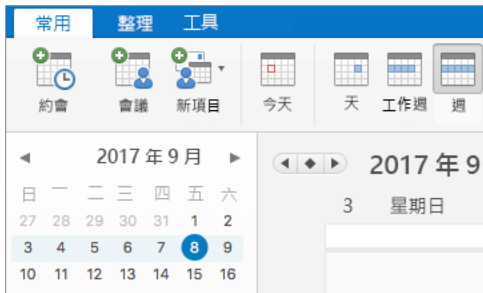 常用 整理 工具
約會 會議 新項目 今天 天 工作週 週
2017 年 9 月
日 一 二 三 四 五 六
27 28 29 30 31 1 2
3 4 5 6 7 8 9
10 11 12 13 14 15 16
2017 年 9
3 星期日